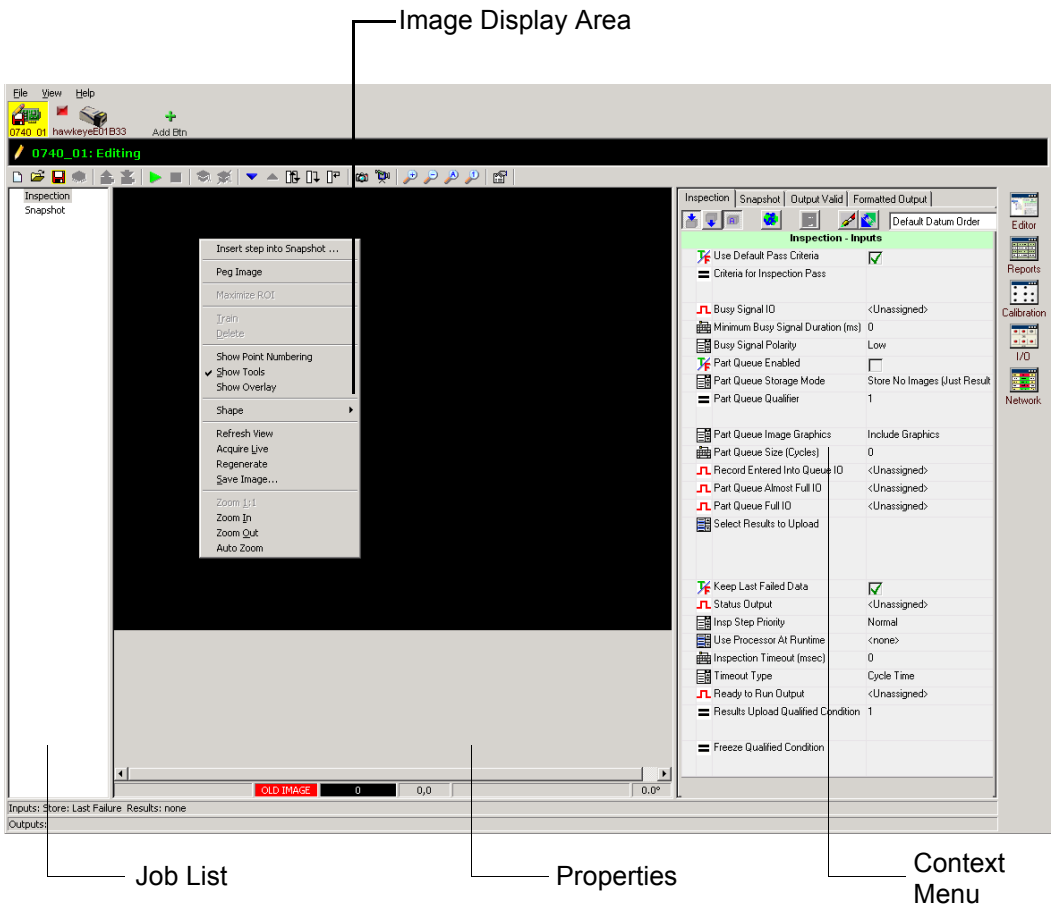 Image Display Area
File View Help
0740_01 hawkeyeE01B33 Add Btn
0740_01: Editing
Inspection
Snapshot
Insert step into Snapshot ...
Peg Image
Maximize ROI
Train
Delete
Show Point Numbering
Show Tools
Show Overlay
Shape
Refresh View
Acquire Live
Regenerate
Save Image...
Zoom 1:1
Zoom In
Zoom Out
Auto Zoom
OLD IMAGE 0 0,0 0.0°
Inspection Snapshot Output Valid Formatted Output
Default Datum Order
Inspection - Inputs
Use Default Pass Criteria
Criteria for Inspection Pass
Busy Signal IO <Unassigned>
Minimum Busy Signal Duration (ms) 0
Busy Signal Polarity Low
Part Queue Enabled
Part Queue Storage Mode Store No Images (Just Result
Part Queue Qualifier 1
Part Queue Image Graphics Include Graphics
Part Queue Size (Cycles) 0
Record Entered Into Queue IO <Unassigned>
Part Queue Almost Full IO <Unassigned>
Part Queue Full IO <Unassigned>
Select Results to Upload
Keep Last Failed Data
Status Output <Unassigned>
Insp Step Priority Normal
Use Processor At Runtime <none>
Inspection Timeout (msec) 0
Timeout Type Cycle Time
Ready to Run Output <Unassigned>
Results Upload Qualified Condition 1
Freeze Qualified Condition
Editor
Reports
Calibration
I/O
Network
Inputs: Store: Last Failure Results: none
Outputs:
Job List
Properties
Context
Menu